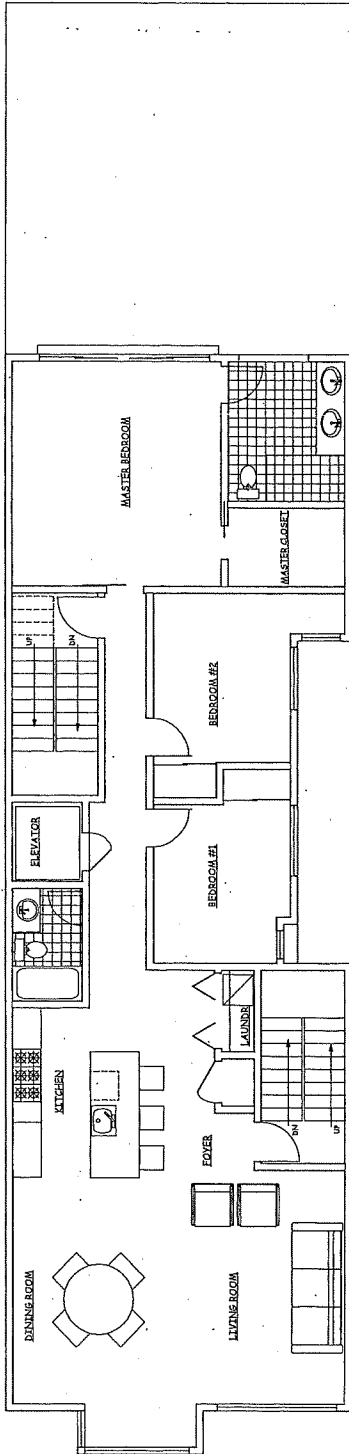 MASTER BEDROOM
MASTER CLOSET
UP
DN
BEDROOM #2
ELEVATOR
BEDROOM #1
LAUNDR
KITCHEN
FOYER
DN
UP
DINING ROOM
LIVING ROOM